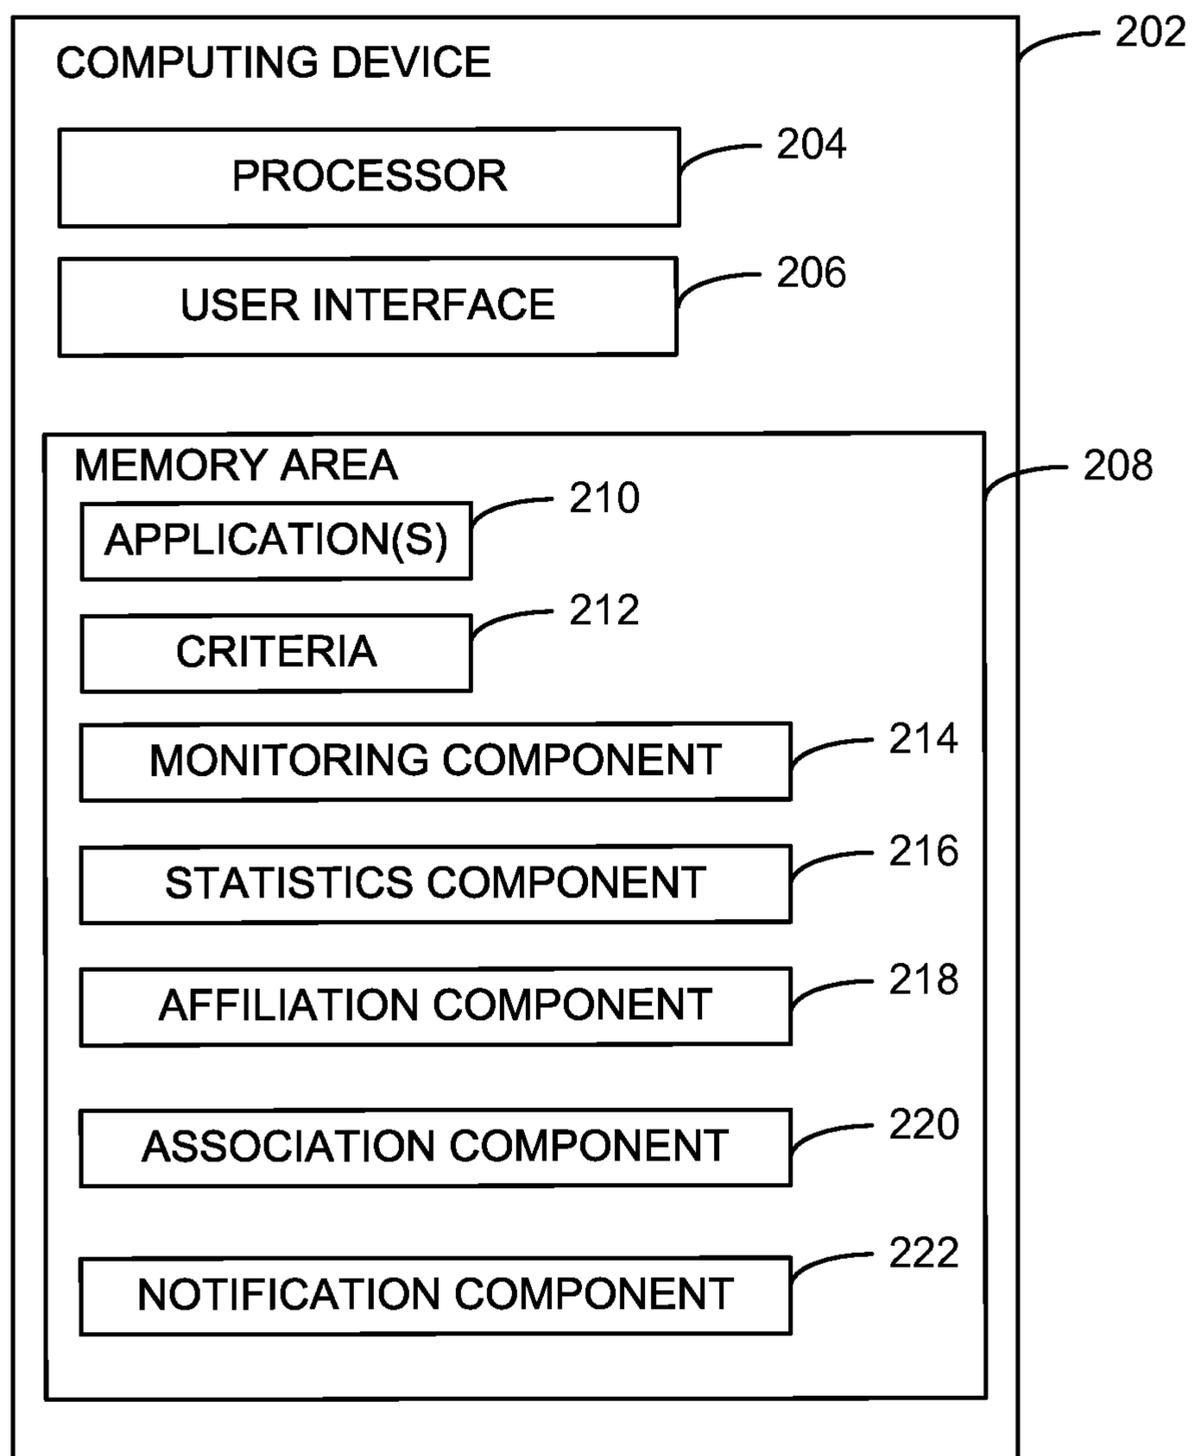 COMPUTING DEVICE
202
PROCESSOR
204
USER INTERFACE
206
MEMORY AREA
208
APPLICATION(S)
210
CRITERIA
212
MONITORING COMPONENT
214
STATISTICS COMPONENT
216
AFFILIATION COMPONENT
218
ASSOCIATION COMPONENT
220
NOTIFICATION COMPONENT
222